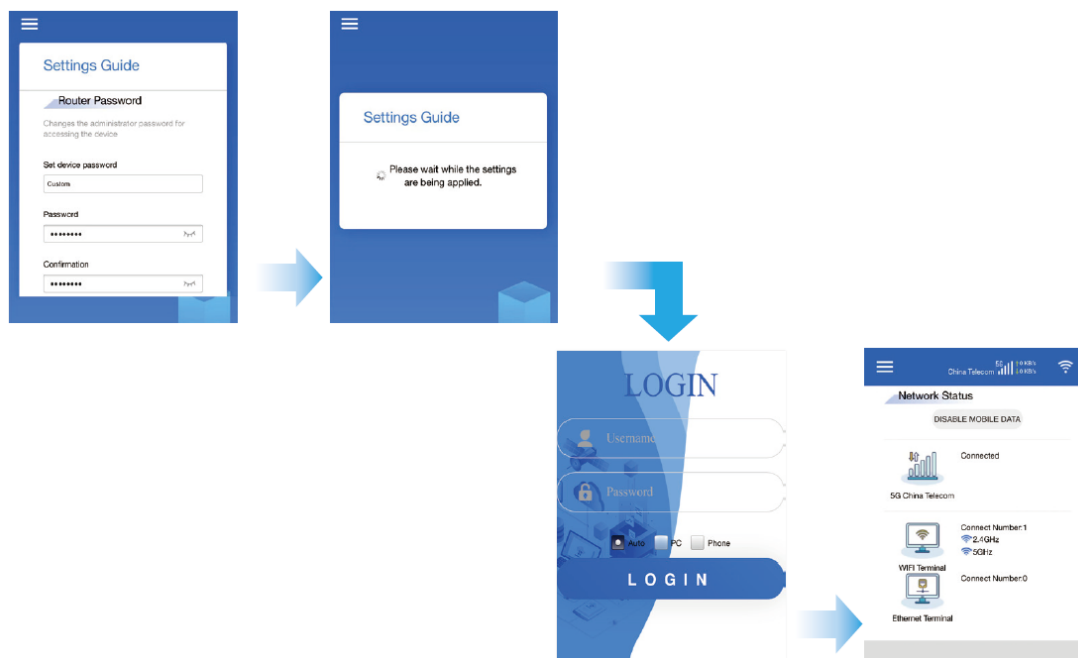 Settings Guide
Router Password
Changes the administrator password for
accessing the device
Set device password
Custom
Password
••••••••
Confirmation
••••••••
Settings Guide
Please wait while the settings
are being applied.
LOGIN
Username
Password
Auto
PC
Phone
LOGIN
5G
China Telecom
Network Status
DISABLE MOBILE DATA
Connected
5G China Telecom
Connect Number:1
2.4GHz
5GHz
WIFI Terminal
Connect Number:0
Ethernet Terminal